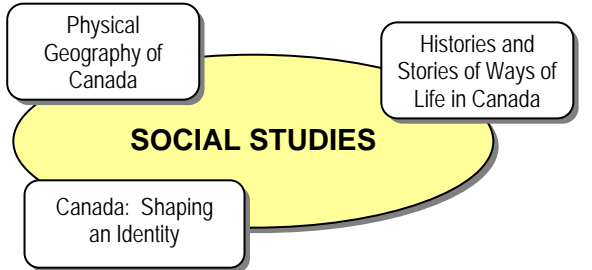 Physical
Geography of
Canada
Histories and
Stories of Ways of
Life in Canada
SOCIAL STUDIES
Canada:  Shaping
an Identity